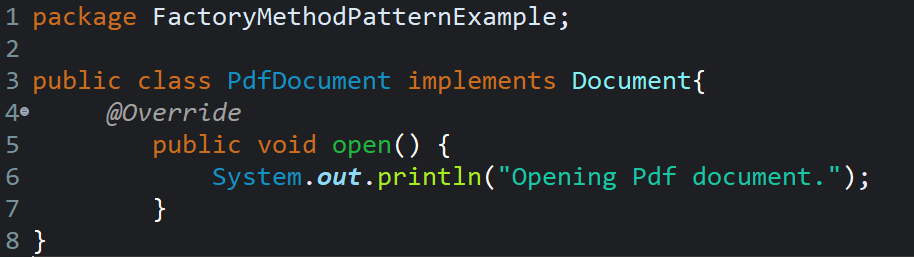 1 package FactoryMethodPatternExample;
2
3 public class PdfDocument implements Document{
4     @Override
5        public void open() {
6            System.out.println("Opening Pdf document.");
7        }
8 }